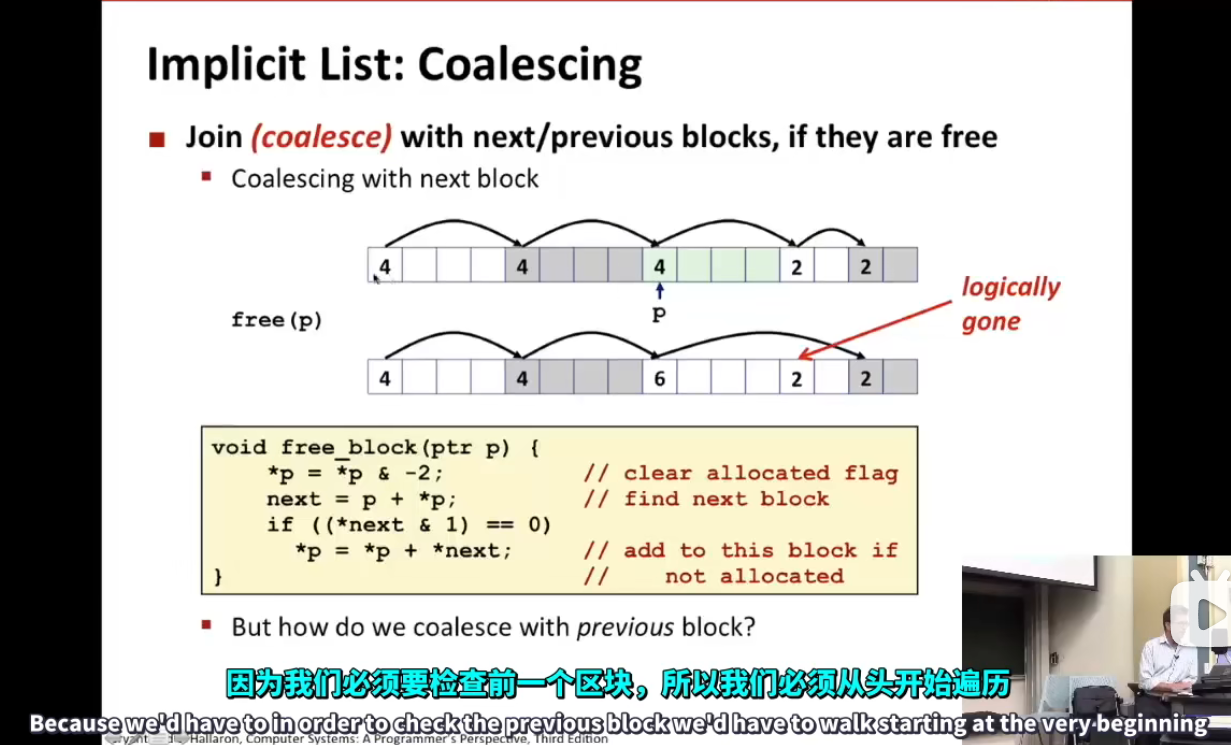 Implicit List: Coalescing
Join (coalesce) with next/previous blocks, if they are free
Coalescing with next block
4 4 4 2 2
p
logically
gone
free(p)
4 4 6 2 2
void free_block(ptr p) {
*p = *p & -2; // clear allocated flag
next = p + *p; // find next block
if ((*next & 1) == 0)
*p = *p + *next; // add to this block if
} // not allocated
But how do we coalesce with previous block?
因为我们必须要检查前一个区块，所以我们必须从头开始遍历
Because we'd have to in order to check the previous block we'd have to walk starting at the very beginning
Hallaron, Computer Systems: A Programmer's Perspective, Third Edition